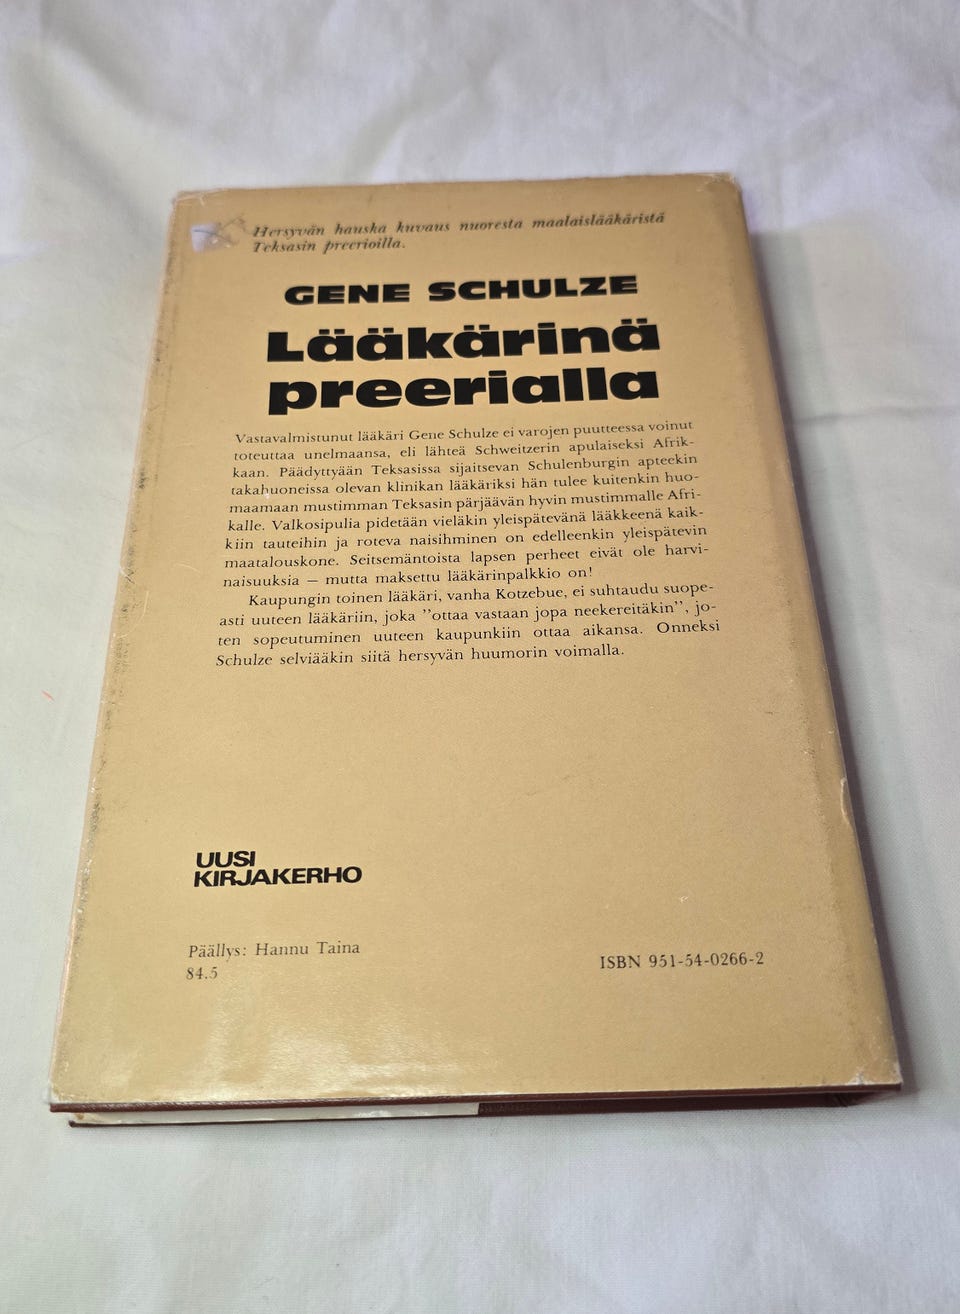 Hersyvän hauska kuvaus nuoresta maalaislääkäristä
Teksasin preerioilla.
GENE SCHULZE
Lääkärinä
preerialla
Vastavalmistunut lääkäri Gene Schulze ei varojen puutteessa voinut
toteuttaa unelmaansa, eli lähteä Schweitzerin apulaiseksi Afrik-
kaan. Päädyttyään Teksasissa sijaitsevan Schulenburgin apteekin
takahuoneissa olevan klinikan lääkäriksi hän tulee kuitenkin huo-
maamaan mustimman Teksasin pärjäävän hyvin mustimmalle Afri-
kalle. Valkosipulia pidetään vieläkin yleispätevänä lääkkeenä kaik-
kiin tauteihin ja roteva naisihminen on edelleenkin yleispätevin
maatalouskone. Seitsemäntoista lapsen perheet eivät ole harvi-
naisuuksia — mutta maksettu lääkärinpalkkio on!
Kaupungin toinen lääkäri, vanha Kotzebue, ei suhtaudu suope-
asti uuteen lääkäriin, joka ”ottaa vastaan jopa neekereitäkin”, jo-
ten sopeutuminen uuteen kaupunkiin ottaa aikansa. Onneksi
Schulze selviääkin siitä hersyvän huumorin voimalla.
UUSI
KIRJAKERHO
Päällys: Hannu Taina
84.5
ISBN 951-54-0266-2